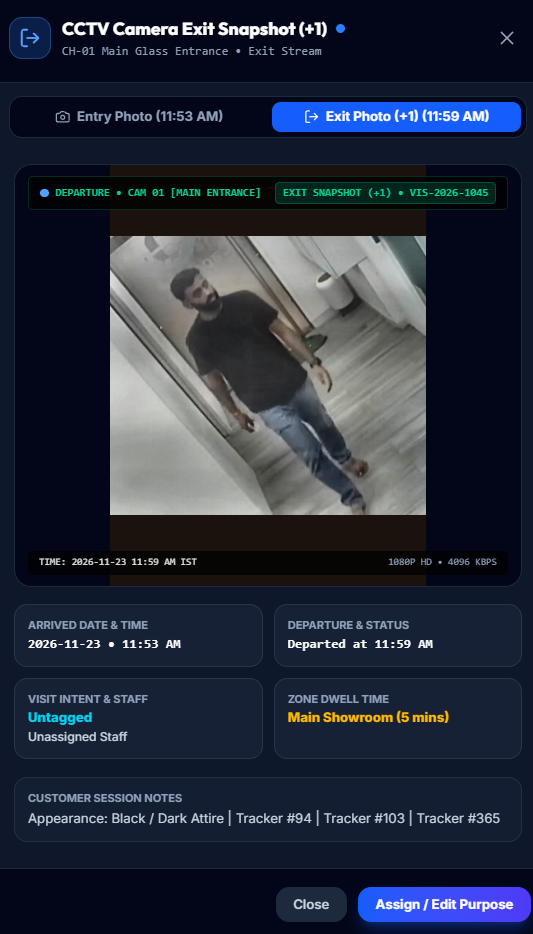 CCTV Camera Exit Snapshot (+1)
CH-01 Main Glass Entrance • Exit Stream
Entry Photo (11:53 AM)
Exit Photo (+1) (11:59 AM)
DEPARTURE • CAM 01 [MAIN ENTRANCE]
EXIT SNAPSHOT (+1) • VIS-2026-1045
TIME: 2026-11-23 11:59 AM IST
1080P HD • 4096 KBPS
ARRIVED DATE & TIME
2026-11-23 • 11:53 AM
DEPARTURE & STATUS
Departed at 11:59 AM
VISIT INTENT & STAFF
Untagged
Unassigned Staff
ZONE DWELL TIME
Main Showroom (5 mins)
CUSTOMER SESSION NOTES
Appearance: Black / Dark Attire | Tracker #94 | Tracker #103 | Tracker #365
Close
Assign / Edit Purpose